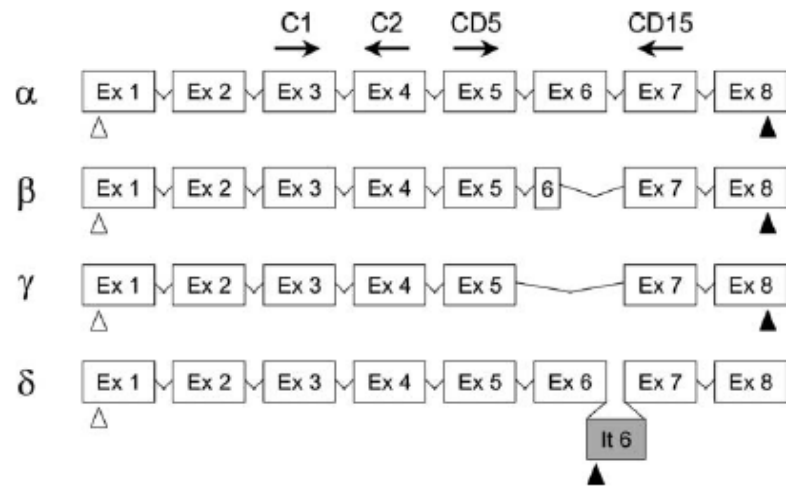 C1 C2 CD5 CD15
α Ex 1 Ex 2 Ex 3 Ex 4 Ex 5 Ex 6 Ex 7 Ex 8
β Ex 1 Ex 2 Ex 3 Ex 4 Ex 5 6 Ex 7 Ex 8
γ Ex 1 Ex 2 Ex 3 Ex 4 Ex 5 Ex 7 Ex 8
δ Ex 1 Ex 2 Ex 3 Ex 4 Ex 5 Ex 6 Ex 7 Ex 8
It 6